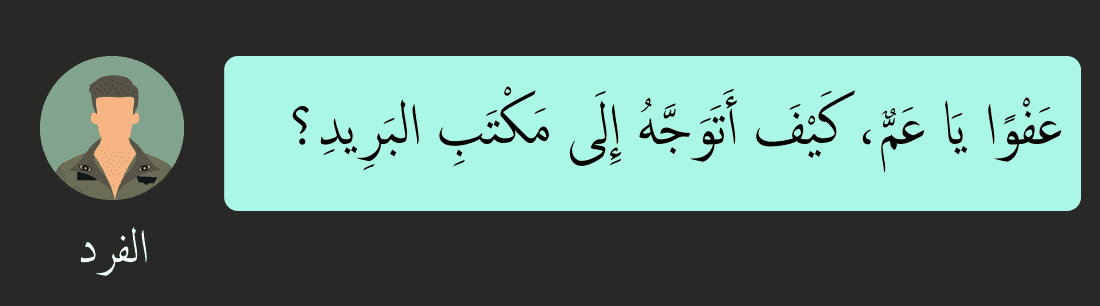 عَفْوًا يَا عَمٌّ، كَيْفَ أَتَوَجَّهُ إِلَى مَكْتَبِ البَرِيدِ؟
الفرد